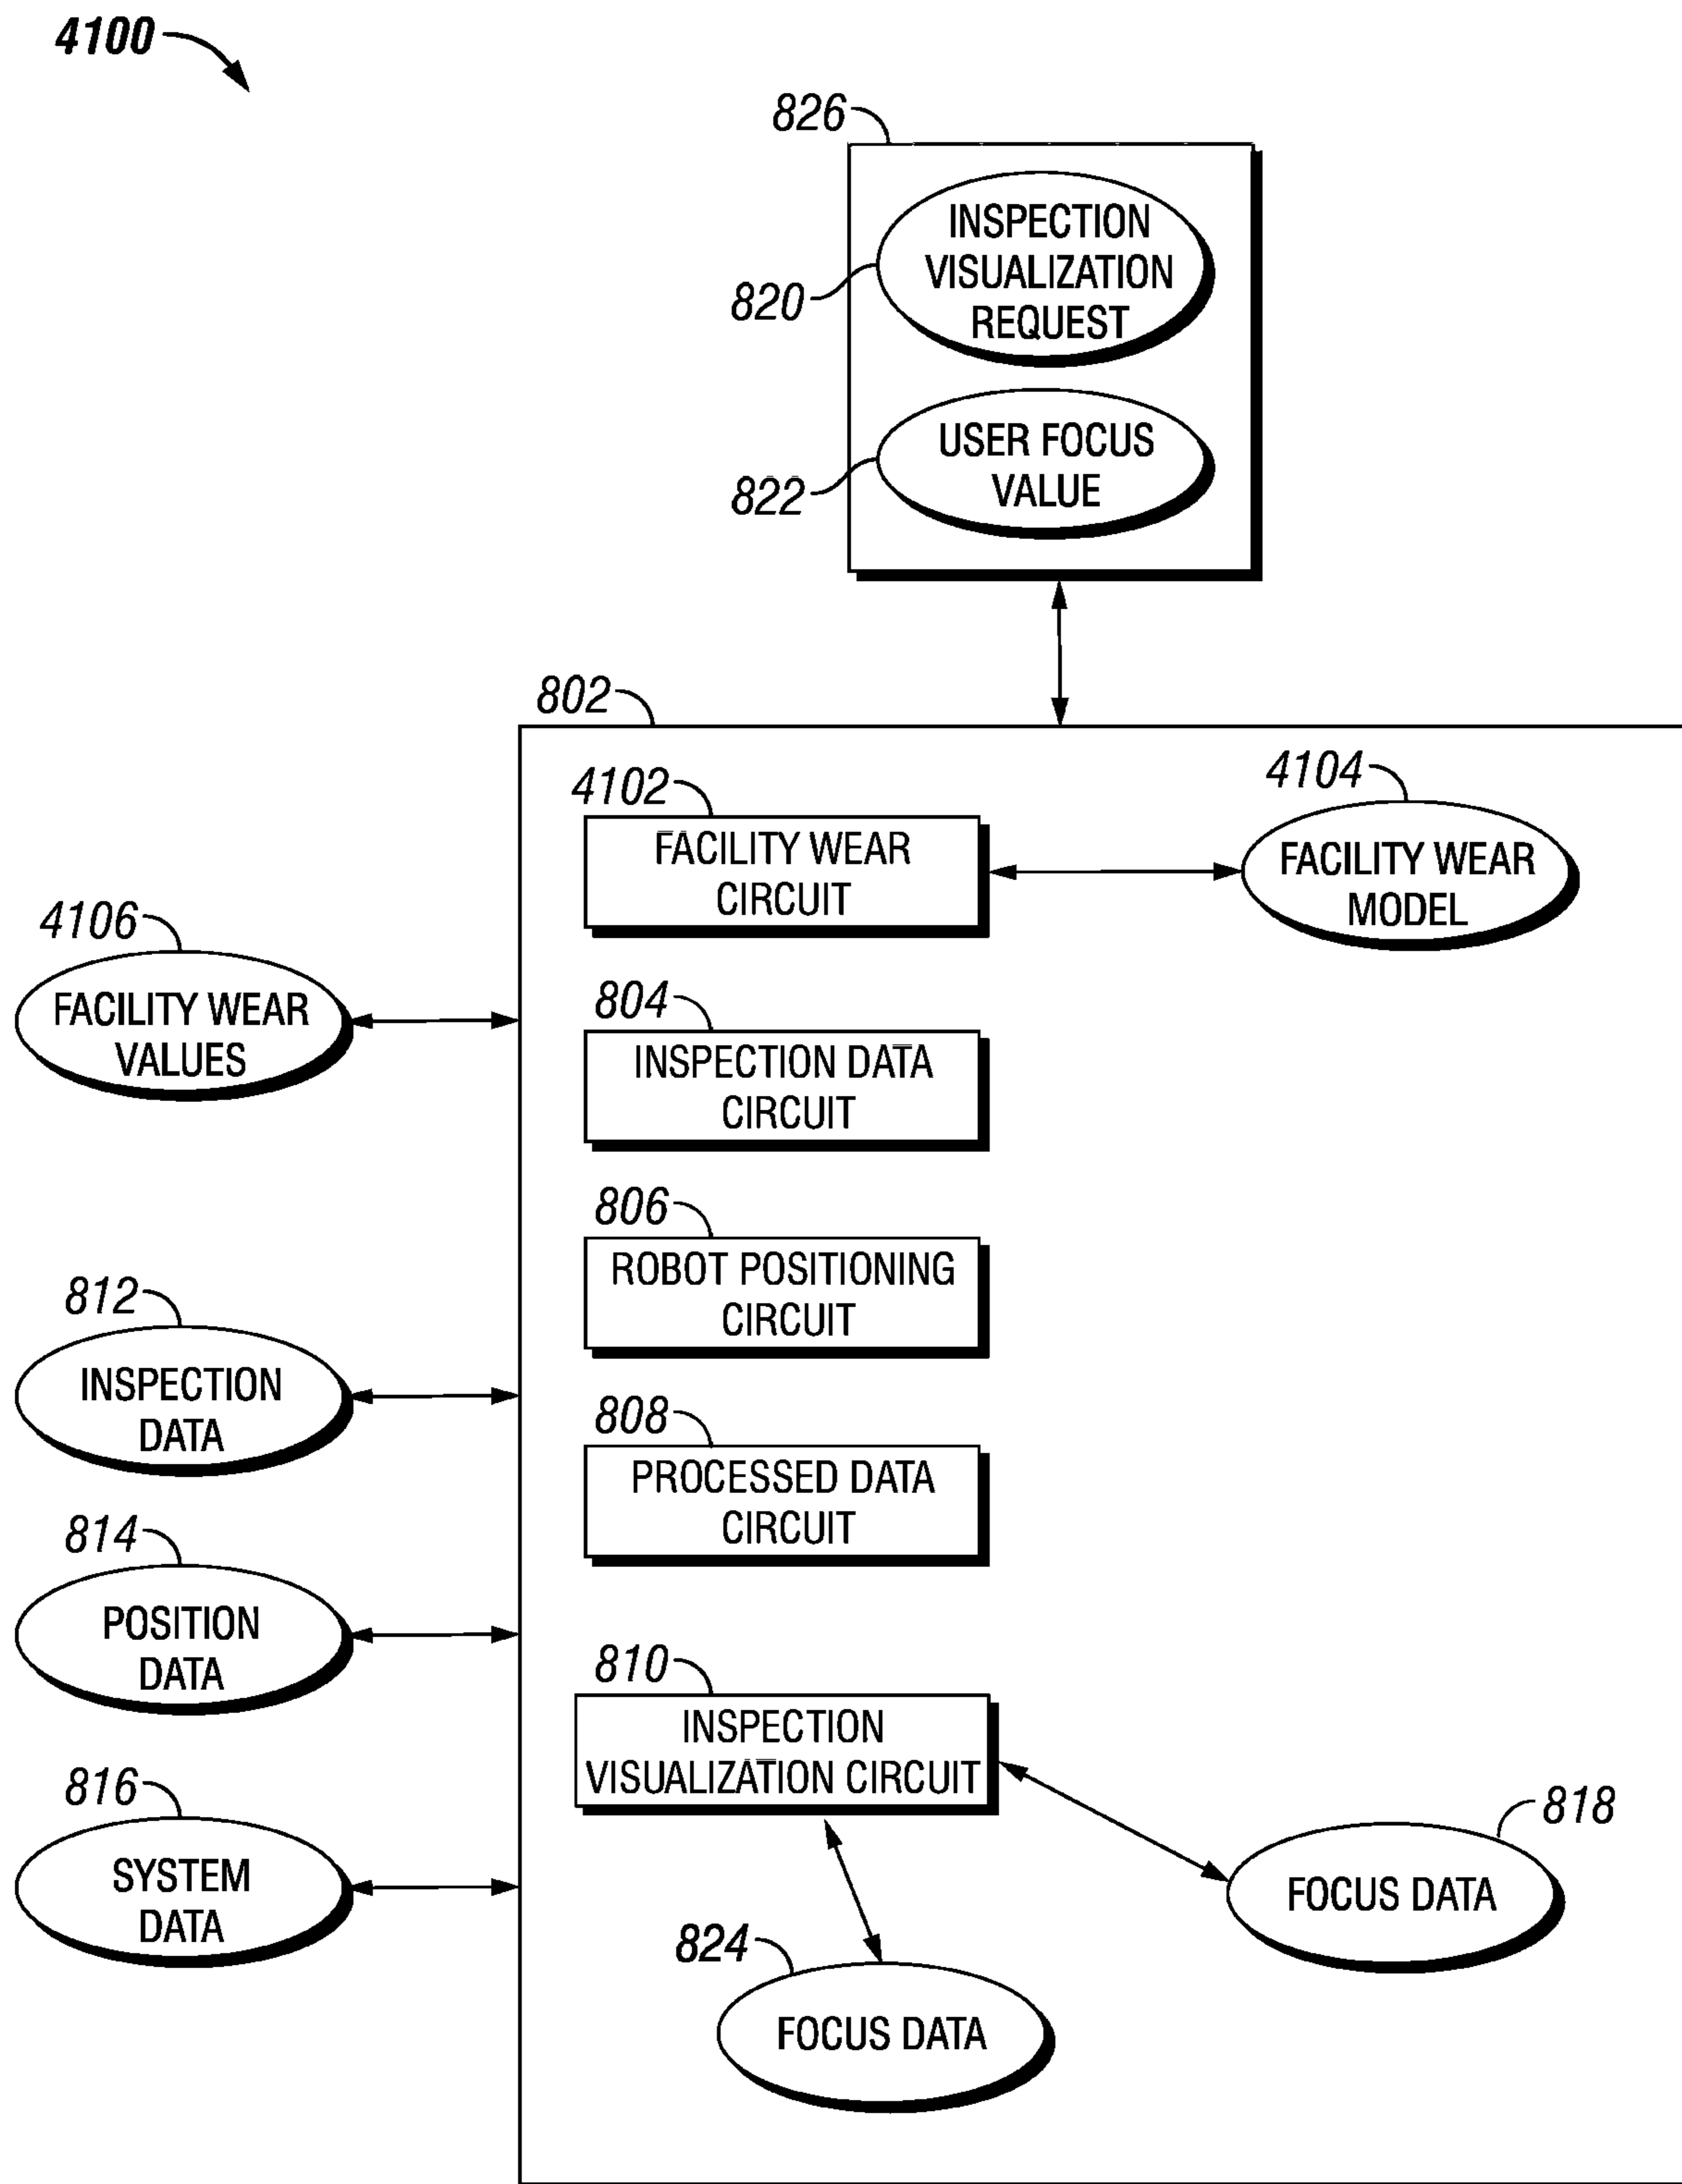 4100
826
INSPECTION
VISUALIZATION
REQUEST
820
USER FOCUS
VALUE
822
802
4102
FACILITY WEAR
CIRCUIT
4104
FACILITY WEAR
MODEL
4106
FACILITY WEAR
VALUES
804
INSPECTION DATA
CIRCUIT
806
ROBOT POSITIONING
CIRCUIT
812
INSPECTION
DATA
808
PROCESSED DATA
CIRCUIT
814
POSITION
DATA
810
INSPECTION
VISUALIZATION CIRCUIT
816
SYSTEM
DATA
818
FOCUS DATA
824
FOCUS DATA